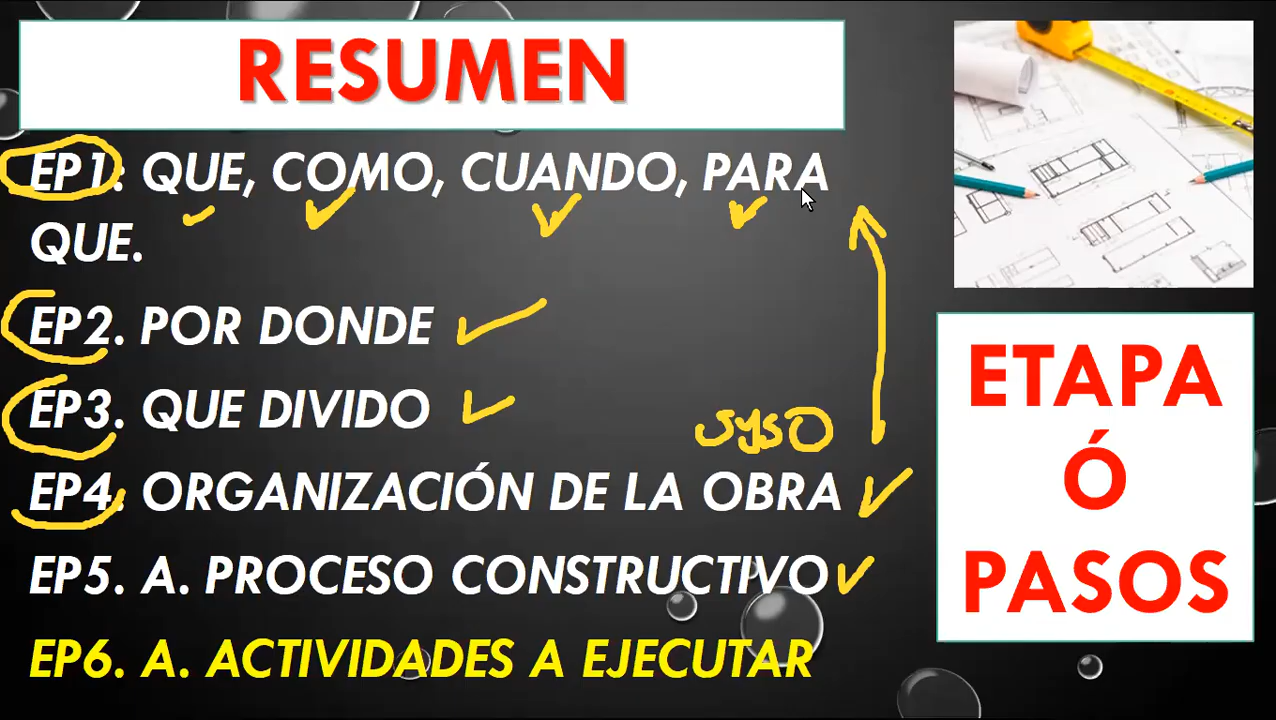 RESUMEN
EP1: QUE, COMO, CUANDO, PARA
QUE.
EP2. POR DONDE
EP3. QUE DIVIDO
SYSO
EP4. ORGANIZACIÓN DE LA OBRA
EP5. A. PROCESO CONSTRUCTIVO
EP6. A. ACTIVIDADES A EJECUTAR
ETAPA
Ó
PASOS